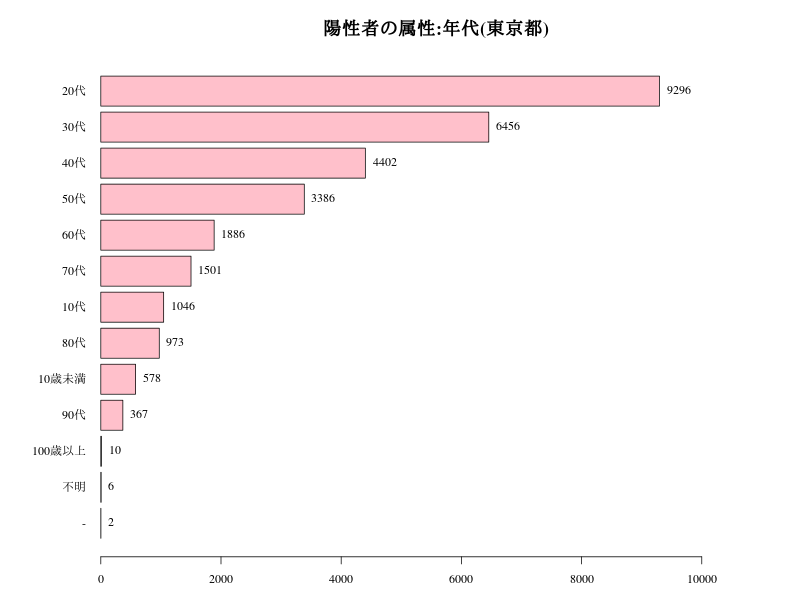 陽性者の属性:年代(東京都)
20代 9296
30代 6456
40代 4402
50代 3386
60代 1886
70代 1501
10代 1046
80代 973
10歳未満 578
90代 367
100歳以上 10
不明 6
- 2
0 2000 4000 6000 8000 10000